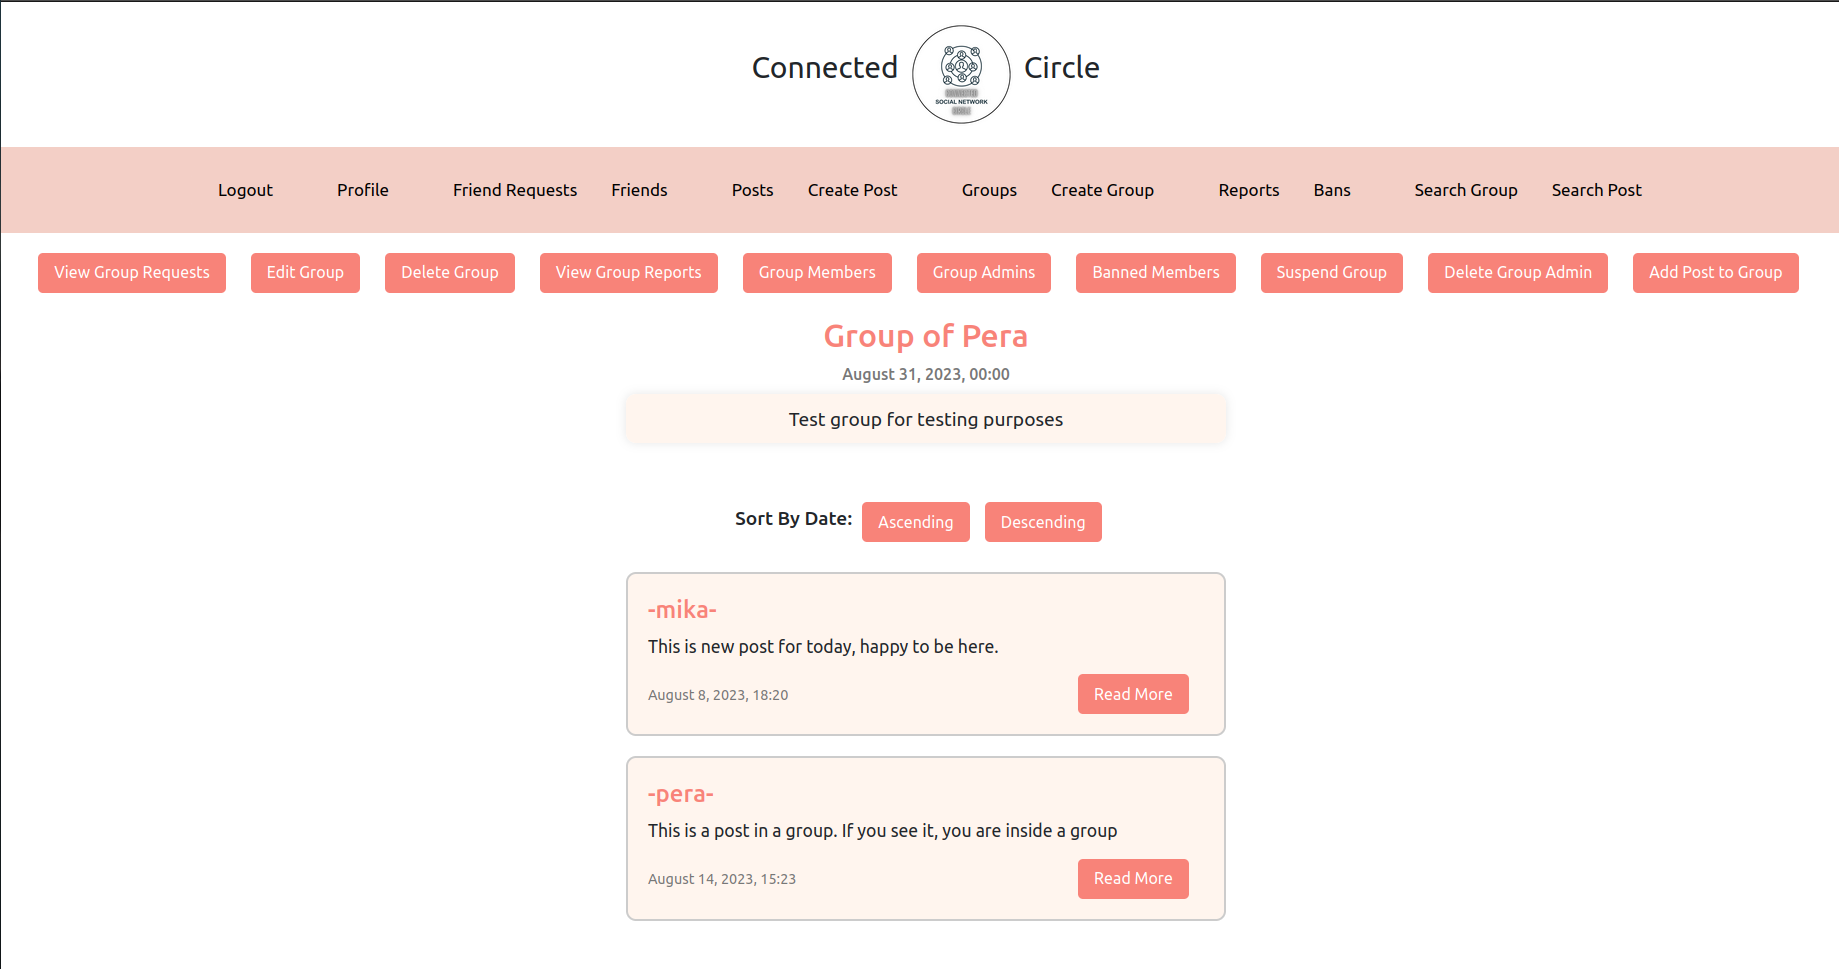 Connected SOCIAL NETWORK Circle
Logout Profile Friend Requests Friends Posts Create Post Groups Create Group Reports Bans Search Group Search Post
View Group Requests Edit Group Delete Group View Group Reports Group Members Group Admins Banned Members Suspend Group Delete Group Admin Add Post to Group
Group of Pera
August 31, 2023, 00:00
Test group for testing purposes
Sort By Date: Ascending Descending
-mika-
This is new post for today, happy to be here.
August 8, 2023, 18:20 Read More
-pera-
This is a post in a group. If you see it, you are inside a group
August 14, 2023, 15:23 Read More